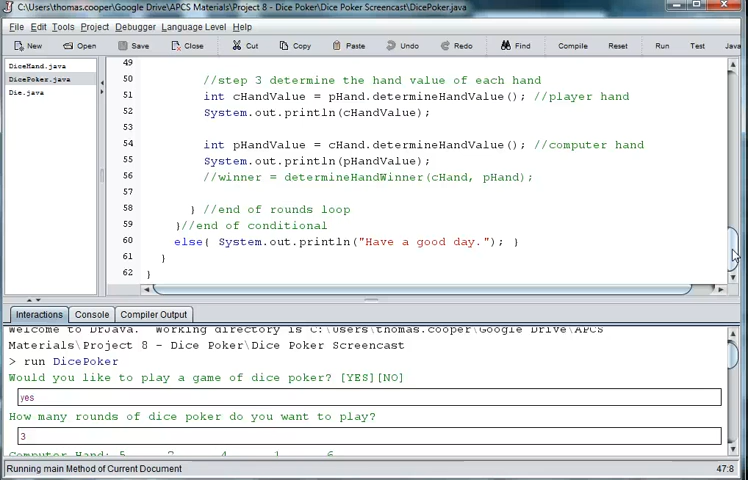 C:\Users\thomas.cooper\Google Drive\APCS Materials\Project 8 - Dice Poker\Dice Poker Screencast\DicePoker.java
File Edit Tools Project Debugger Language Level Help
New Open Save Close Cut Copy Paste Undo Redo Find Compile Reset Run Test Java
DiceHand.java
DicePoker.java
Die.java
49
50 //step 3 determine the hand value of each hand
51 int cHandValue = pHand.determineHandValue(); //player hand
52 System.out.println(cHandValue);
53
54 int pHandValue = cHand.determineHandValue(); //computer hand
55 System.out.println(pHandValue);
56 //winner = determineHandWinner(cHand, pHand);
57
58 } //end of rounds loop
59 }//end of conditional
60 else{ System.out.println("Have a good day."); }
61 }
62 }
Interactions Console Compiler Output
Welcome to DrJava. Working directory is C:\Users\thomas.cooper\Google Drive\APCS
Materials\Project 8 - Dice Poker\Dice Poker Screencast
> run DicePoker
Would you like to play a game of dice poker? [YES][NO]
yes
How many rounds of dice poker do you want to play?
3
Computer Hand: 5 2 4 1 6
Running main Method of Current Document 47:8